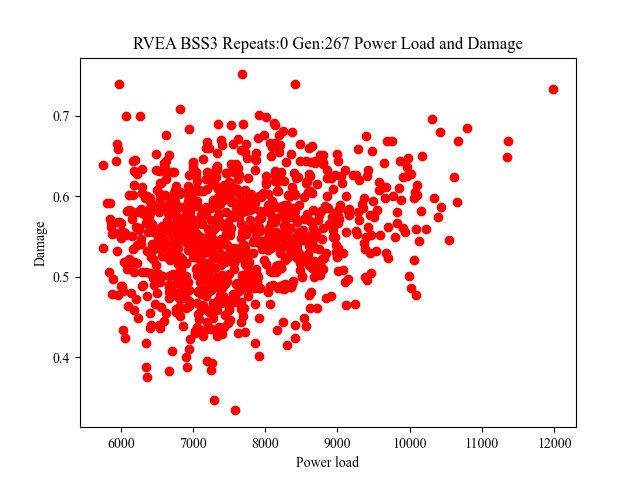 RVEA BSS3 Repeats:0 Gen:267 Power Load and Damage
0.7
0.6
0.5
0.4
Damage
6000 7000 8000 9000 10000 11000 12000
Power load